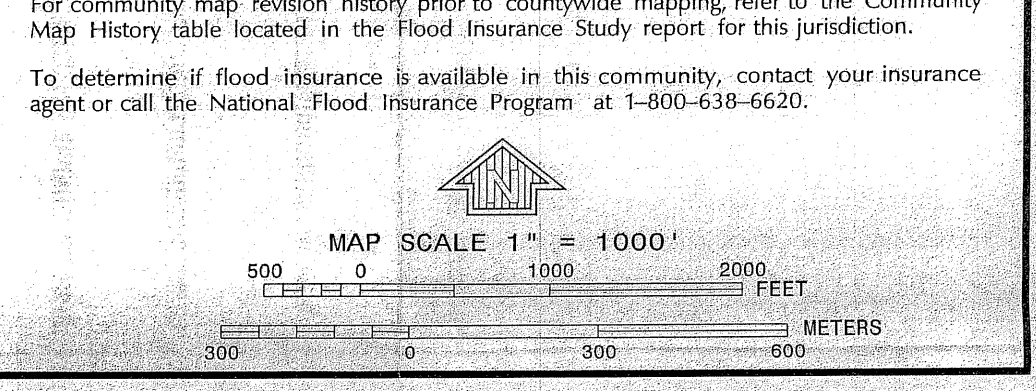 For community map revision history prior to countywide mapping, refer to the Community
Map History table located in the Flood Insurance Study report for this jurisdiction.
To determine if flood insurance is available in this community, contact your insurance
agent or call the National Flood Insurance Program at 1–800–638–6620.
N
MAP SCALE 1" = 1000'
500 0 1000 2000
FEET
METERS
300 0 300 600